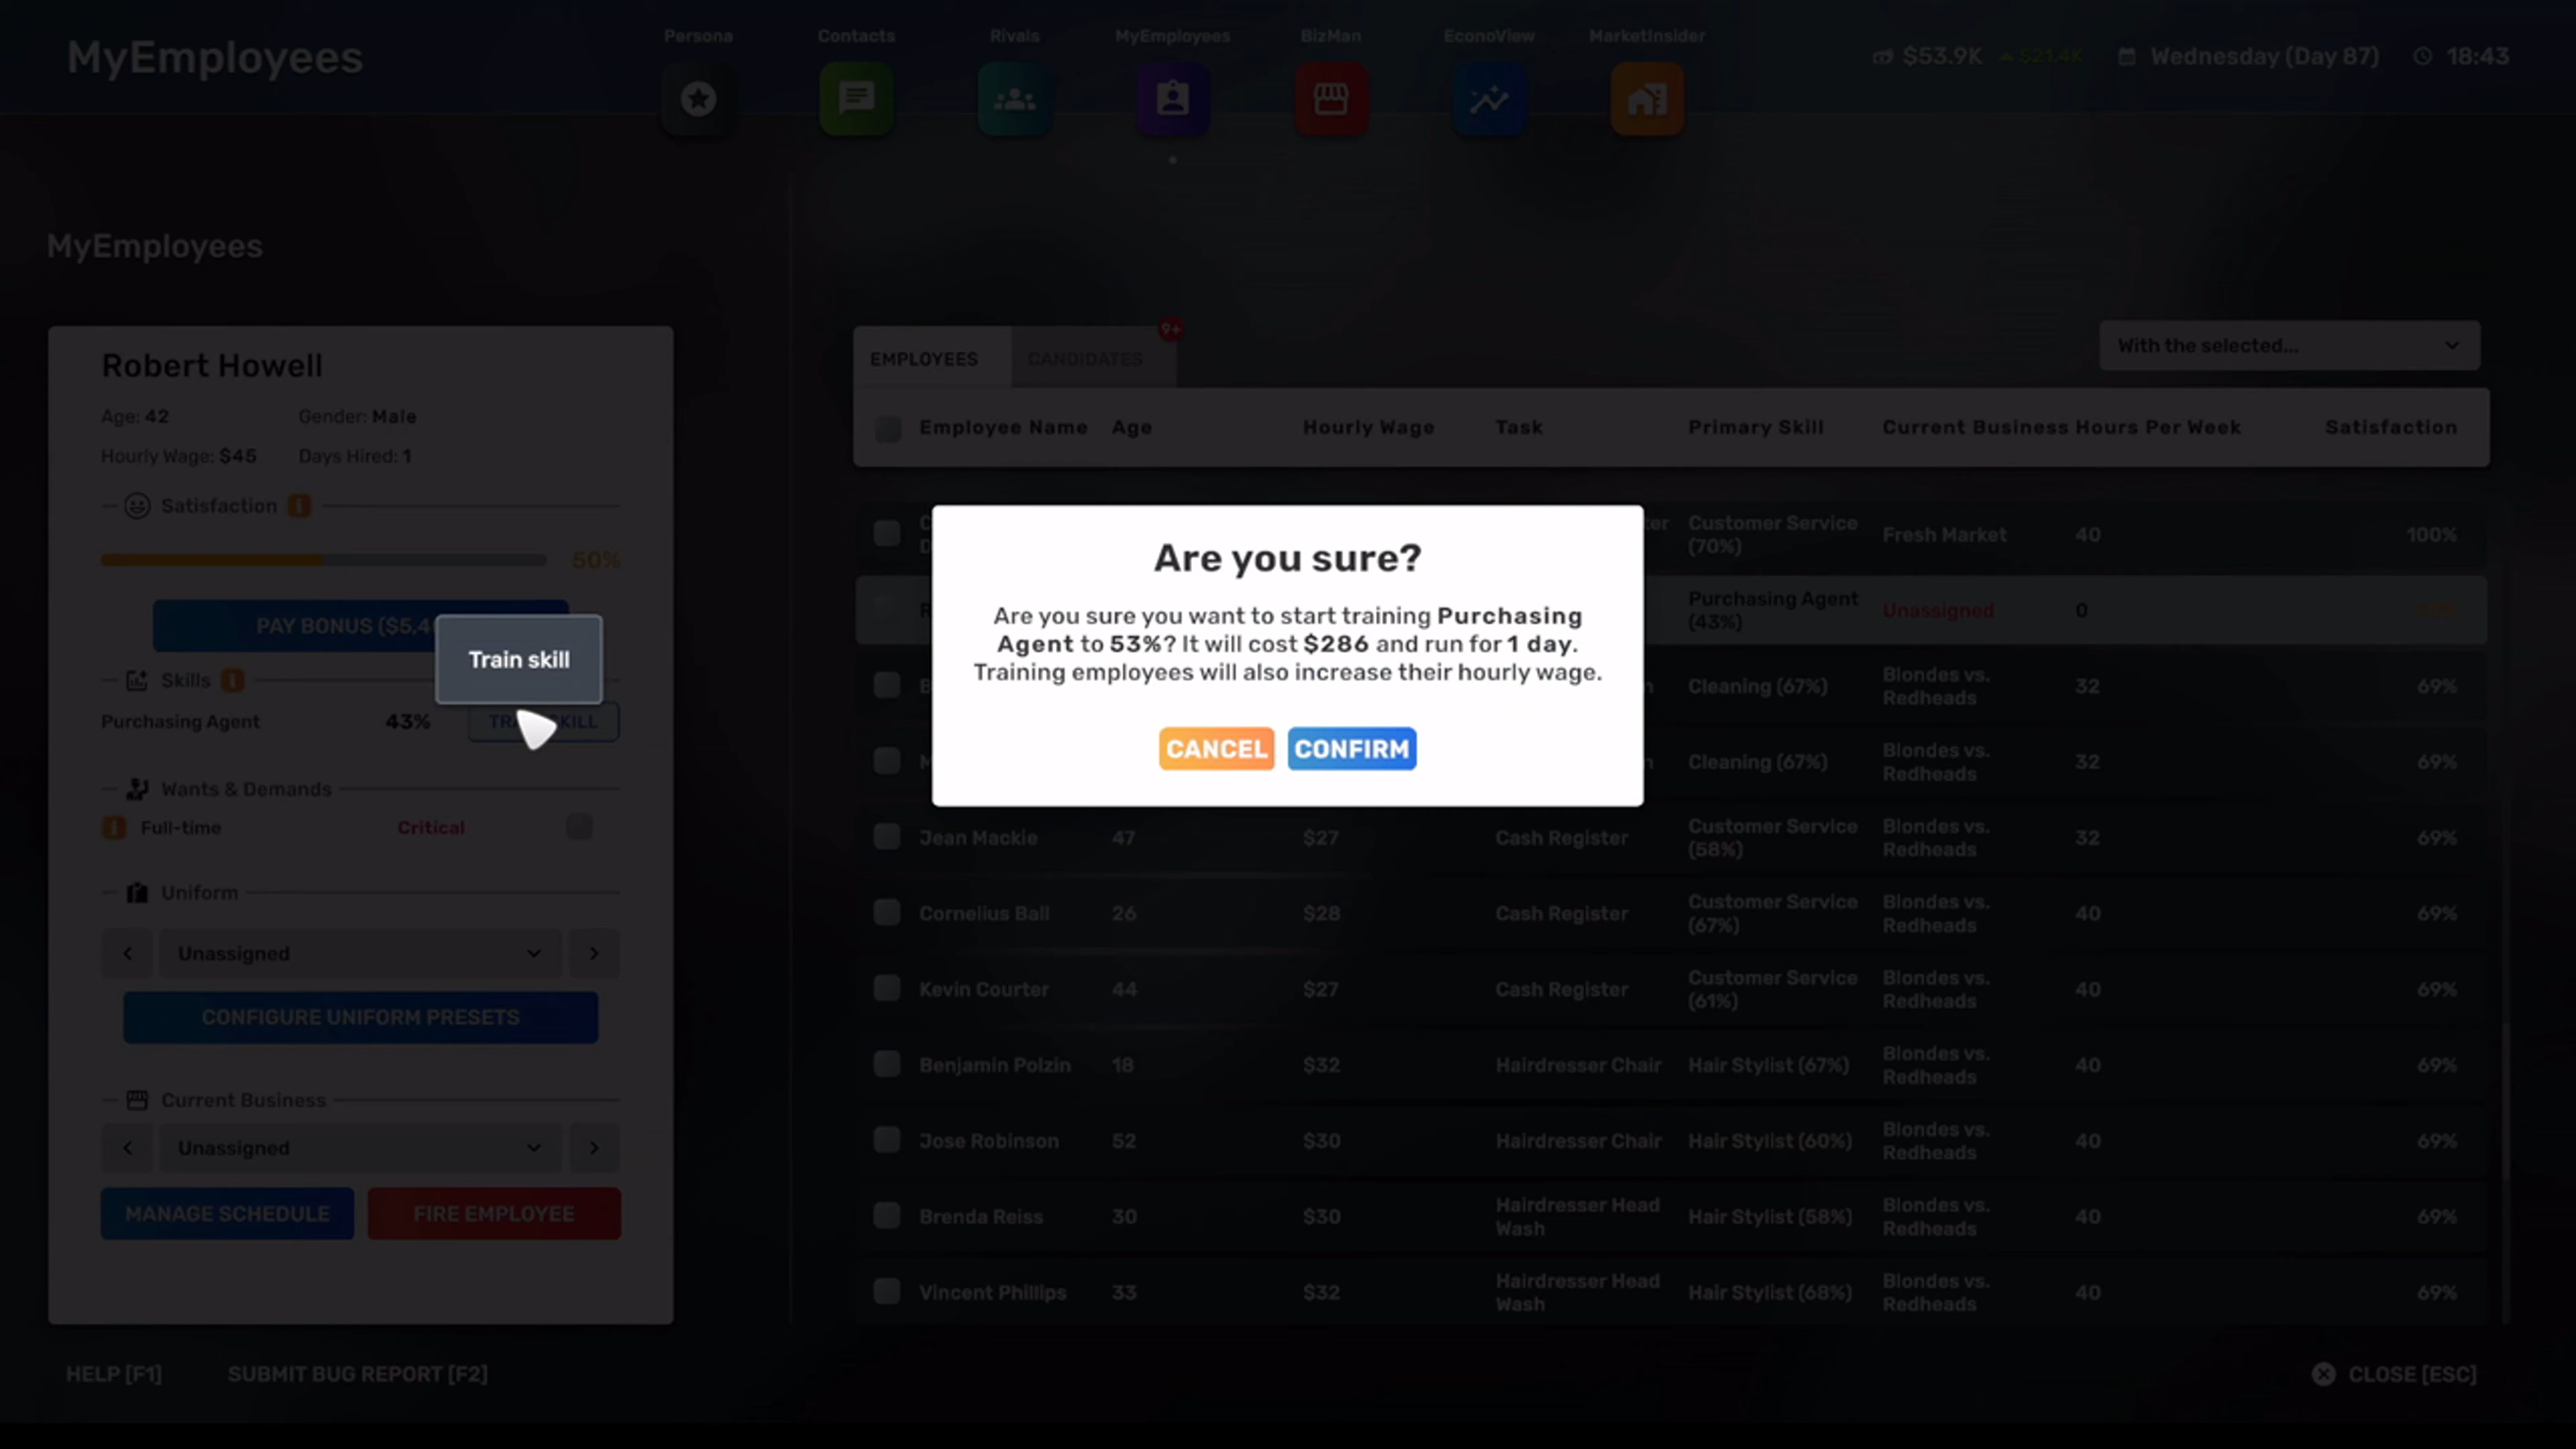 MyEmployees
Persona
Contacts
Rivals
MyEmployees
BizMan
EconoView
MarketInsider
$53.9K
$21.4K
Wednesday (Day 87)
18:43
MyEmployees
Robert Howell
Age: 42
Gender: Male
Hourly Wage: $45
Days Hired: 1
Satisfaction
50%
PAY BONUS ($5,4
Train skill
Skills
Purchasing Agent
43%
Wants & Demands
Full-time
Critical
Uniform
Unassigned
CONFIGURE UNIFORM PRESETS
Current Business
Unassigned
MANAGE SCHEDULE
FIRE EMPLOYEE
EMPLOYEES
CANDIDATES
9+
With the selected...
Employee Name Age Hourly Wage Task Primary Skill Current Business Hours Per Week Satisfaction
Customer Service
(70%)
Fresh Market
40
100%
Purchasing Agent
(43%)
Unassigned
0
Cleaning (67%)
Blondes vs.
Redheads
32
69%
Cleaning (67%)
Blondes vs.
Redheads
32
69%
Are you sure?
Are you sure you want to start training Purchasing
Agent to 53%? It will cost $286 and run for 1 day.
Training employees will also increase their hourly wage.
CANCEL
CONFIRM
Jean Mackie
47
$27
Cash Register
Customer Service
(58%)
Blondes vs.
Redheads
32
69%
Cornelius Ball
26
$28
Cash Register
Customer Service
(67%)
Blondes vs.
Redheads
40
69%
Kevin Courter
44
$27
Cash Register
Customer Service
(61%)
Blondes vs.
Redheads
40
69%
Benjamin Polzin
18
$32
Hairdresser Chair
Hair Stylist (67%)
Blondes vs.
Redheads
40
69%
Jose Robinson
52
$30
Hairdresser Chair
Hair Stylist (60%)
Blondes vs.
Redheads
40
69%
Brenda Reiss
30
$30
Hairdresser Head
Wash
Hair Stylist (58%)
Blondes vs.
Redheads
40
69%
Vincent Phillips
33
$32
Hairdresser Head
Wash
Hair Stylist (68%)
Blondes vs.
Redheads
40
69%
HELP [F1]
SUBMIT BUG REPORT [F2]
CLOSE [ESC]